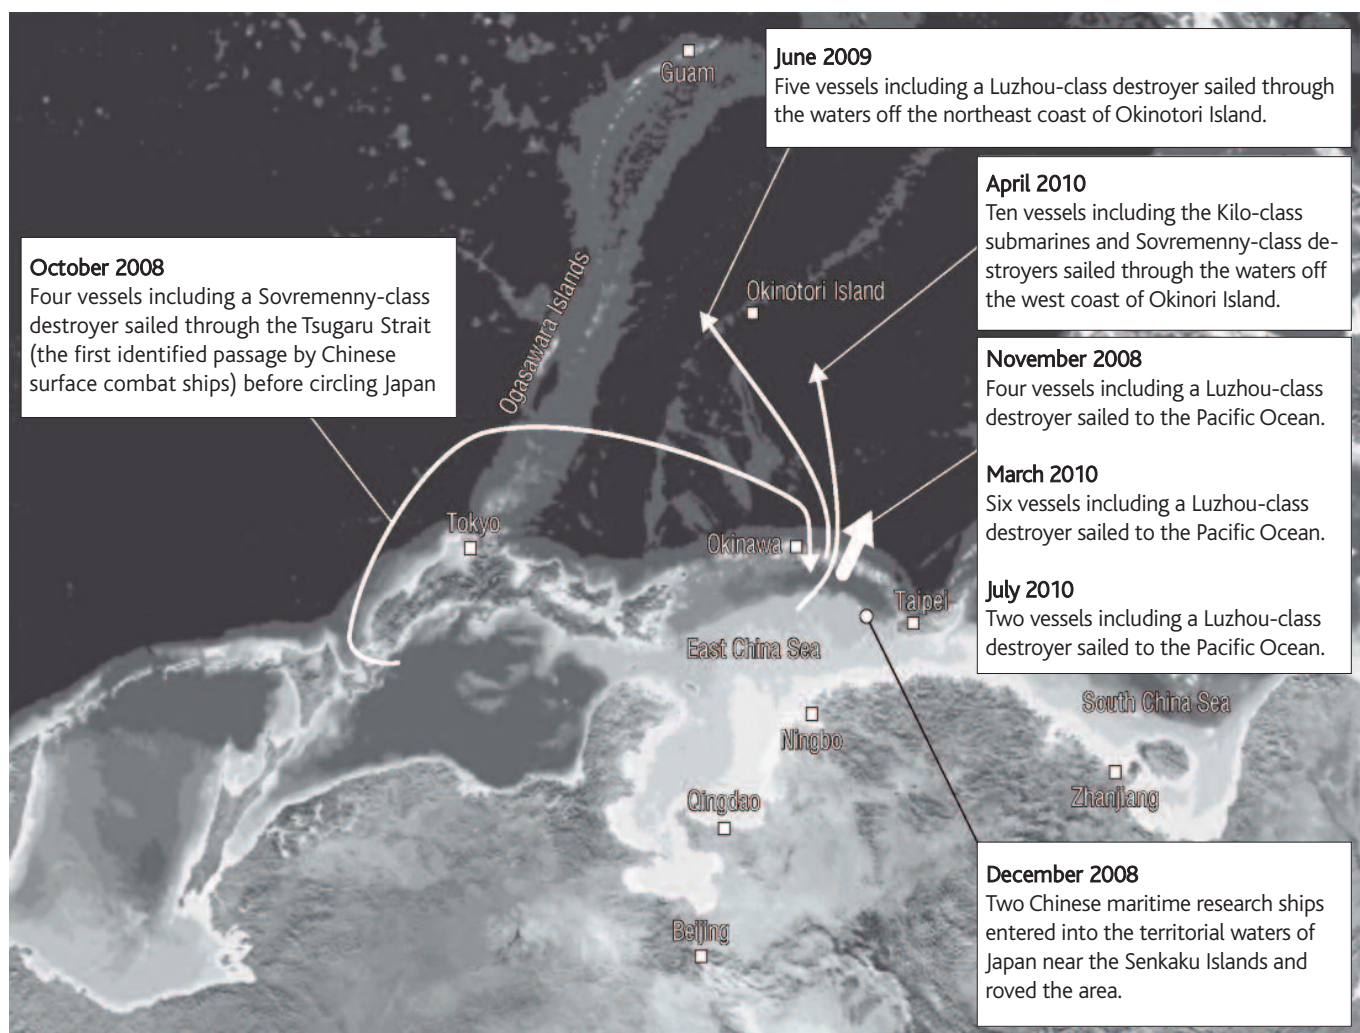 Guam
June 2009
Five vessels including a Luzhou-class destroyer sailed through
the waters off the northeast coast of Okinotori Island.
April 2010
Ten vessels including the Kilo-class
submarines and Sovremenny-class de-
stroyers sailed through the waters off
the west coast of Okinori Island.
October 2008
Four vessels including a Sovremenny-class
destroyer sailed through the Tsugaru Strait
(the first identified passage by Chinese
surface combat ships) before circling Japan
Ogasawara Islands
Okinotori Island
November 2008
Four vessels including a Luzhou-class
destroyer sailed to the Pacific Ocean.
March 2010
Six vessels including a Luzhou-class
destroyer sailed to the Pacific Ocean.
July 2010
Two vessels including a Luzhou-class
destroyer sailed to the Pacific Ocean.
Tokyo
Okinawa
Taipei
East China Sea
South China Sea
Ningbo
Zhanjiang
Qingdao
Beijing
December 2008
Two Chinese maritime research ships
entered into the territorial waters of
Japan near the Senkaku Islands and
roved the area.